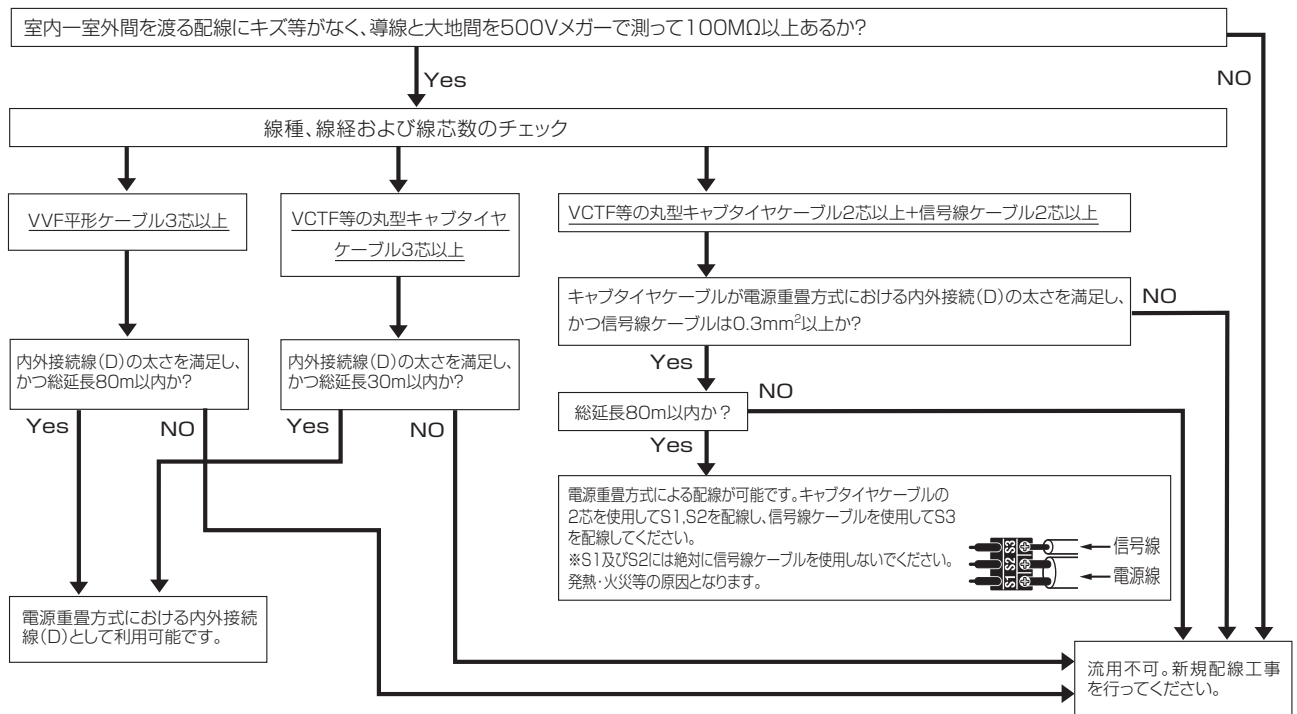 室内ー室外間を渡る配線にキズ等がなく、導線と大地間を500Vメガーで測って100MΩ以上あるか?
Yes
NO
線種、線経および線芯数のチェック
VVF平形ケーブル3芯以上
VCTF等の丸型キャブタイヤ
ケーブル3芯以上
VCTF等の丸型キャブタイヤケーブル2芯以上+信号線ケーブル2芯以上
キャブタイヤケーブルが電源重畳方式における内外接続(D)の太さを満足し、
かつ信号線ケーブルは0.3mm²以上か?
NO
Yes
内外接続線(D)の太さを満足し、
かつ総延長80m以内か?
内外接続線(D)の太さを満足し、
かつ総延長30m以内か?
総延長80m以内か?
NO
Yes
NO
Yes
NO
Yes
電源重畳方式による配線が可能です。キャブタイヤケーブルの
2芯を使用してS1,S2を配線し、信号線ケーブルを使用してS3
を配線してください。
※S1及びS2には絶対に信号線ケーブルを使用しないでください。
発熱・火災等の原因となります。
S1 S2 S3
信号線
電源線
電源重畳方式における内外接続
線(D)として利用可能です。
流用不可。新規配線工事
を行ってください。